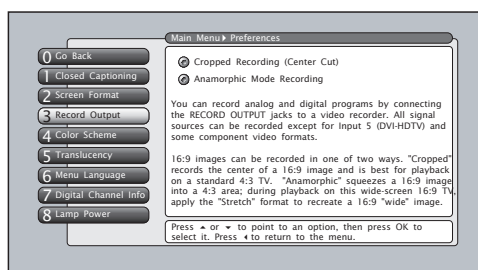 Main Menu ▸ Preferences
0 Go Back
1 Closed Captioning
2 Screen Format
3 Record Output
4 Color Scheme
5 Translucency
6 Menu Language
7 Digital Channel Info
8 Lamp Power
Cropped Recording (Center Cut)
Anamorphic Mode Recording
You can record analog and digital programs by connecting
the RECORD OUTPUT jacks to a video recorder. All signal
sources can be recorded except for Input 5 (DVI-HDTV) and
some component video formats.
16:9 images can be recorded in one of two ways. "Cropped"
records the center of a 16:9 image and is best for playback
on a standard 4:3 TV. "Anamorphic" squeezes a 16:9 image
into a 4:3 area; during playback on this wide-screen 16:9 TV,
apply the "Stretch" format to recreate a 16:9 "wide" image.
Press ▴ or ▾ to point to an option, then press OK to
select it. Press ◂ to return to the menu.